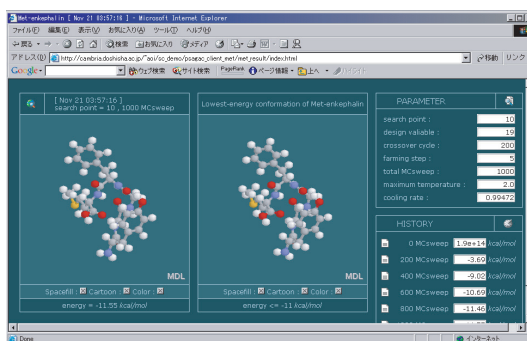 Met-enkephalin [ Nov 21 03:57:16 ] - Microsoft Internet Explorer
ファイル(F) 編集(E) 表示(V) お気に入り(A) ツール(T) ヘルプ(H)
戻る 検索 お気に入り メディア
アドレス(D) http://cambria.doshisha.ac.jp/~aoi/sc_demo/psagac_client_met/met_result/index.html 移動 リンク
Google ウェブ検索 サイト検索 PageRank ページ情報 上へ ハイライト
[ Nov 21 03:57:16 ]
search point = 10 , 1000 MCsweep
MDL
Spacefill : Cartoon : Color :
energy = -11.55 kcal/mol
Lowest-energy conformation of Met-enkephalin
MDL
Spacefill : Cartoon : Color :
energy <= -11 kcal/mol
PARAMETER
search point : 10
design valiable : 19
crossover cycle : 200
farming step : 5
total MCsweep : 1000
maximum temperature : 2.0
cooling rate : 0.99472
HISTORY
0 MCsweep 1.9e+14 kcal/mol
200 MCsweep -3.69 kcal/mol
400 MCsweep -9.02 kcal/mol
600 MCsweep -10.69 kcal/mol
800 MCsweep -11.46 kcal/mol
Done インターネット